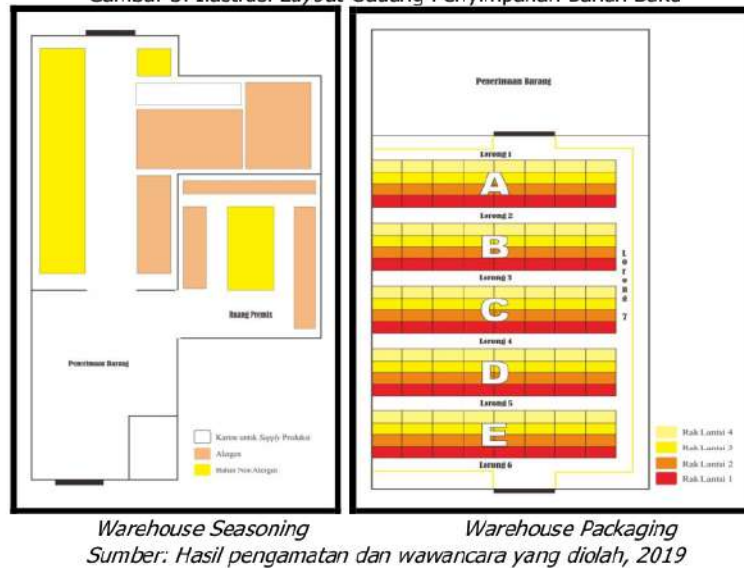 Gambar 3. Ilustrasi Layout Gudang Penyimpanan Bahan Baku
Ruang Premix
Penerimaan Barang
Karton untuk Supply Produksi
Alergen
Bahan Non Alergen
Warehouse Seasoning
Penerimaan Barang
Lorong 1
A
Lorong 2
B
Lorong 3
C
Lorong 4
D
Lorong 5
E
Lorong 6
Lorong 7
Rak Lantai 4
Rak Lantai 3
Rak Lantai 2
Rak Lantai 1
Warehouse Packaging
Sumber: Hasil pengamatan dan wawancara yang diolah, 2019